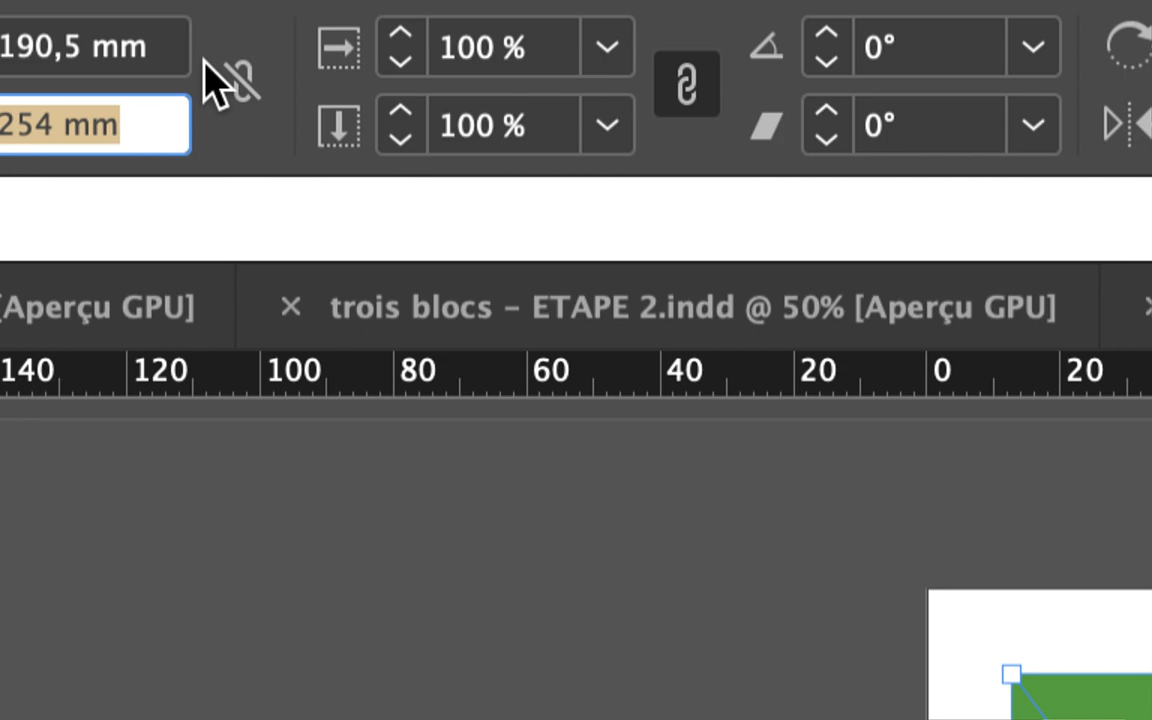 190,5 mm
100 %
0°
254 mm
100 %
0°
[Aperçu GPU]
× trois blocs – ETAPE 2.indd @ 50% [Aperçu GPU]
140 120 100 80 60 40 20 0 20